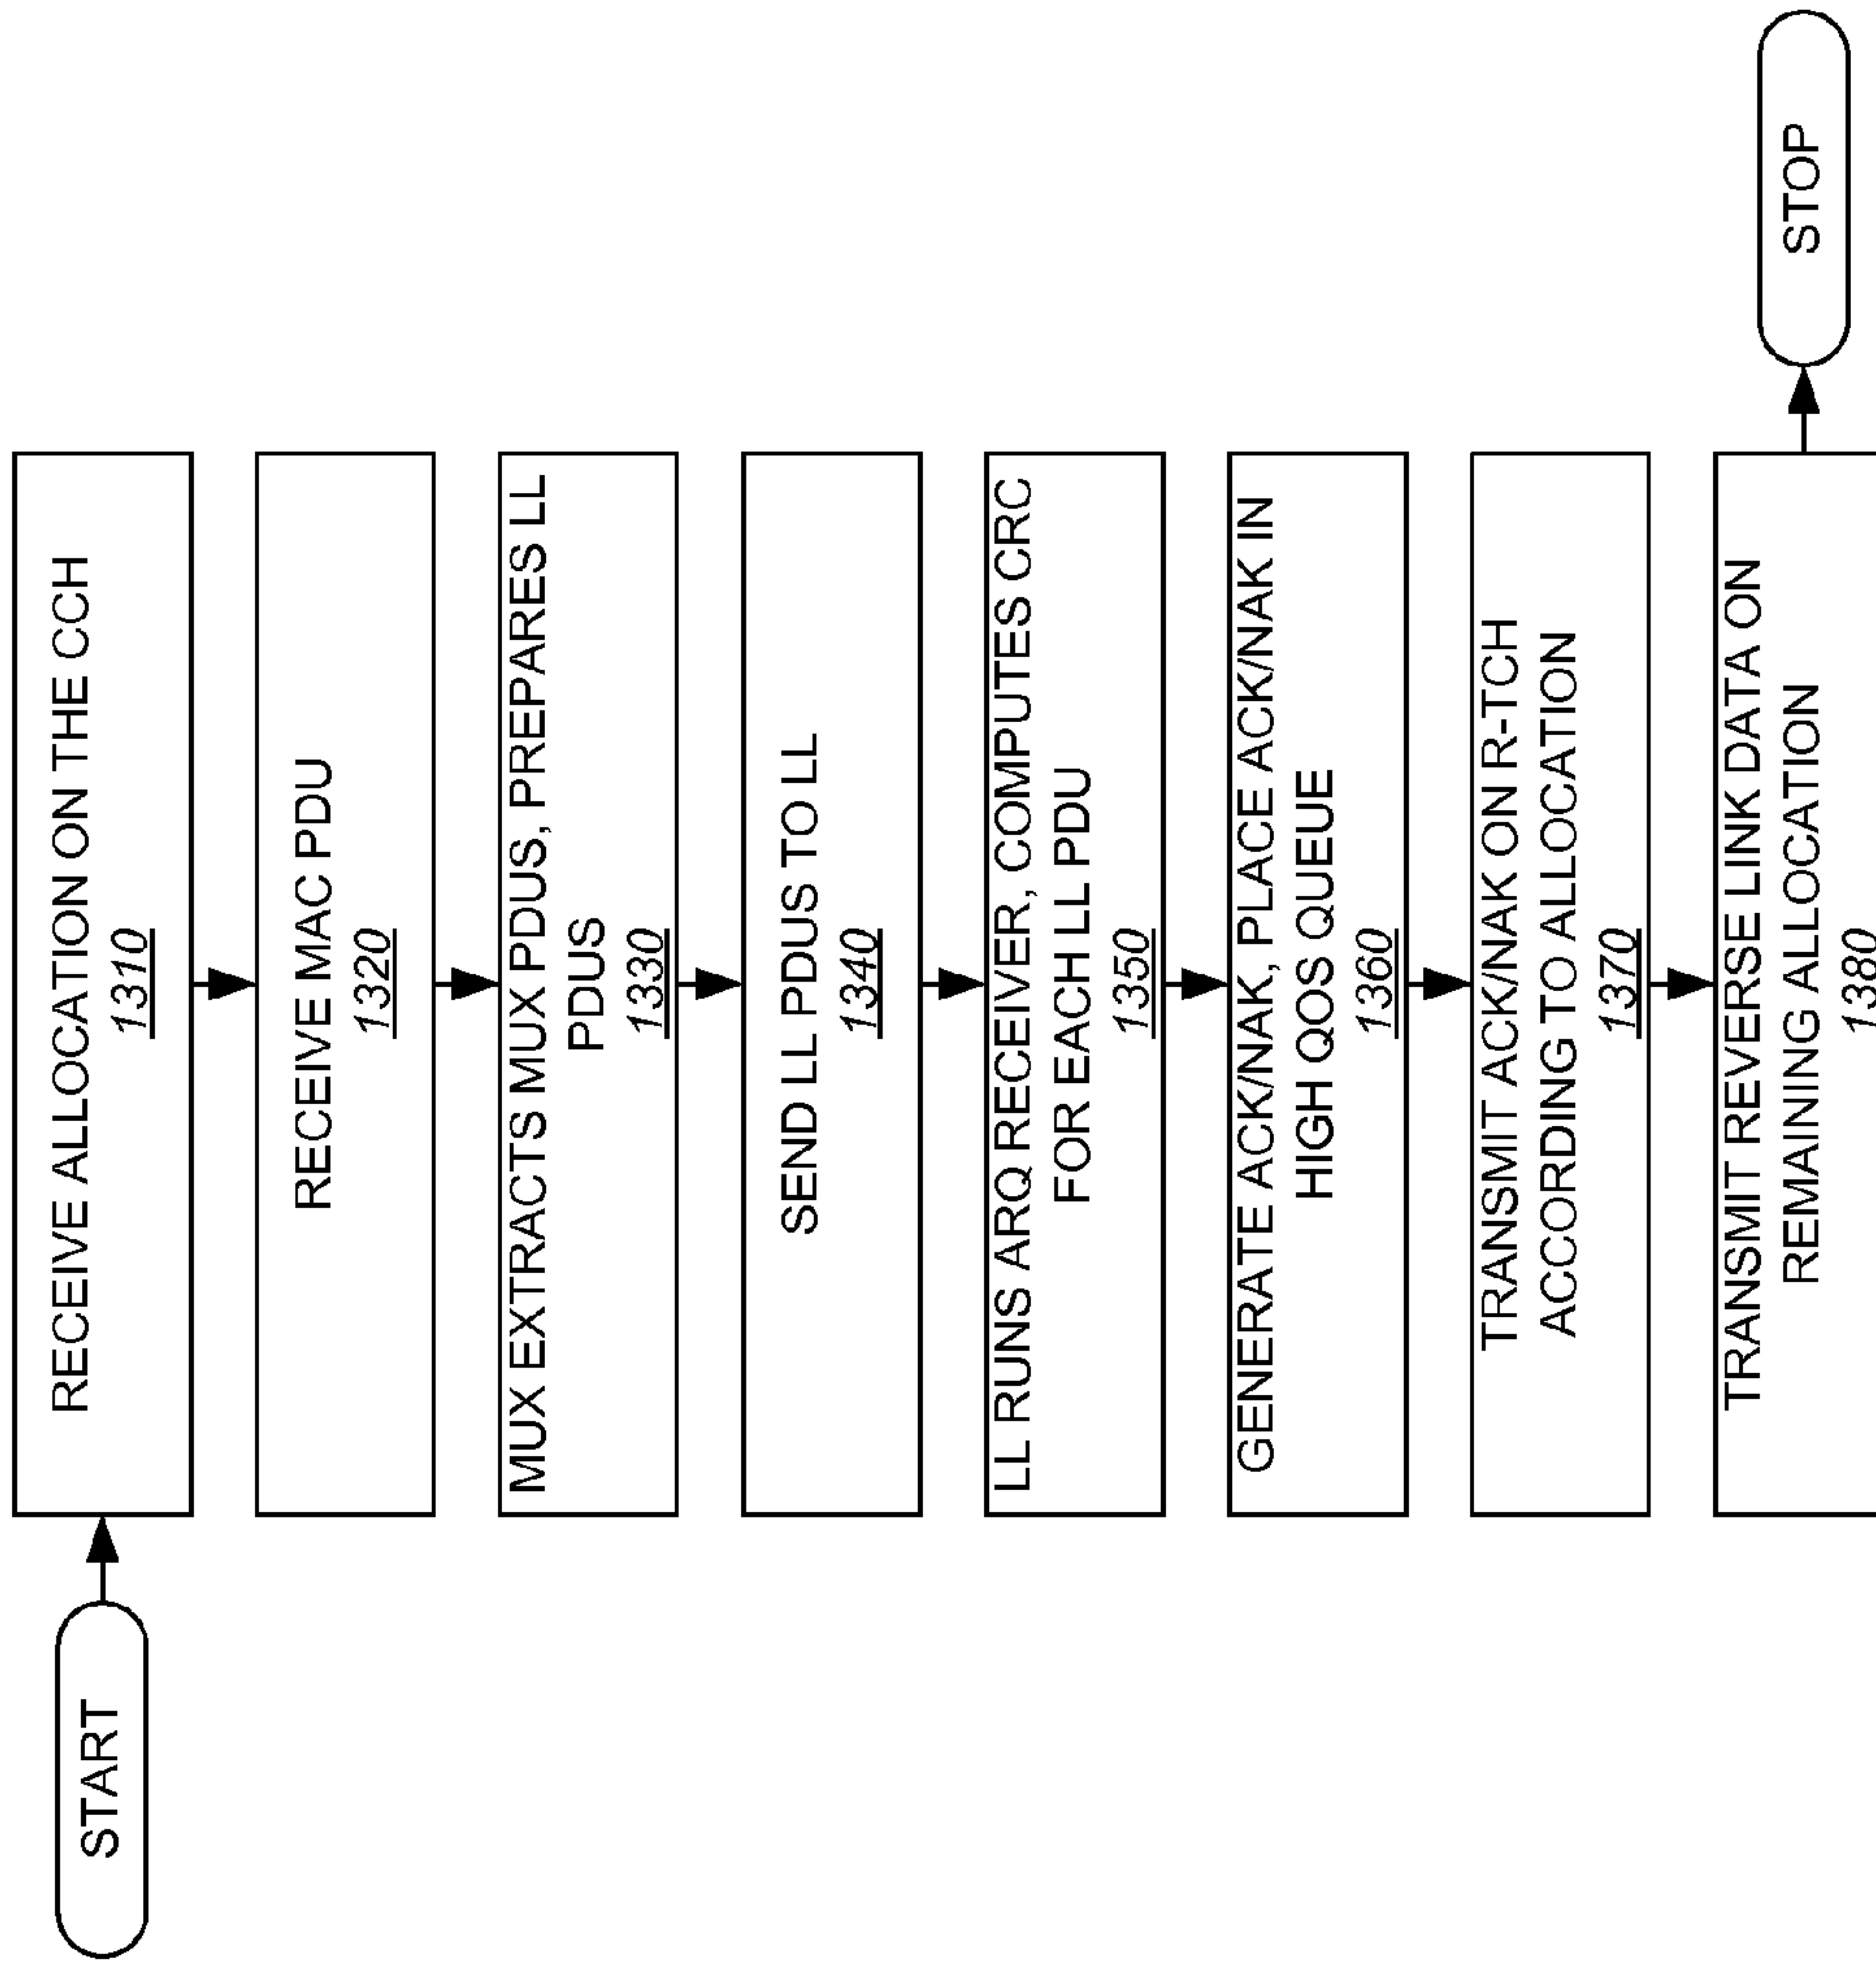 START
RECEIVE ALLOCATION ON THE CCH
1310
RECEIVE MAC PDU
1320
MUX EXTRACTS MUX PDUS, PREPARES LL
PDUS
1330
SEND LL PDUS TO LL
1340
LL RUNS ARQ RECEIVER, COMPUTES CRC
FOR EACH LL PDU
1350
GENERATE ACK/NAK, PLACE ACK/NAK IN
HIGH QOS QUEUE
1360
TRANSMIT ACK/NAK ON R-TCH
ACCORDING TO ALLOCATION
1370
TRANSMIT REVERSE LINK DATA ON
REMAINING ALLOCATION
1380
STOP